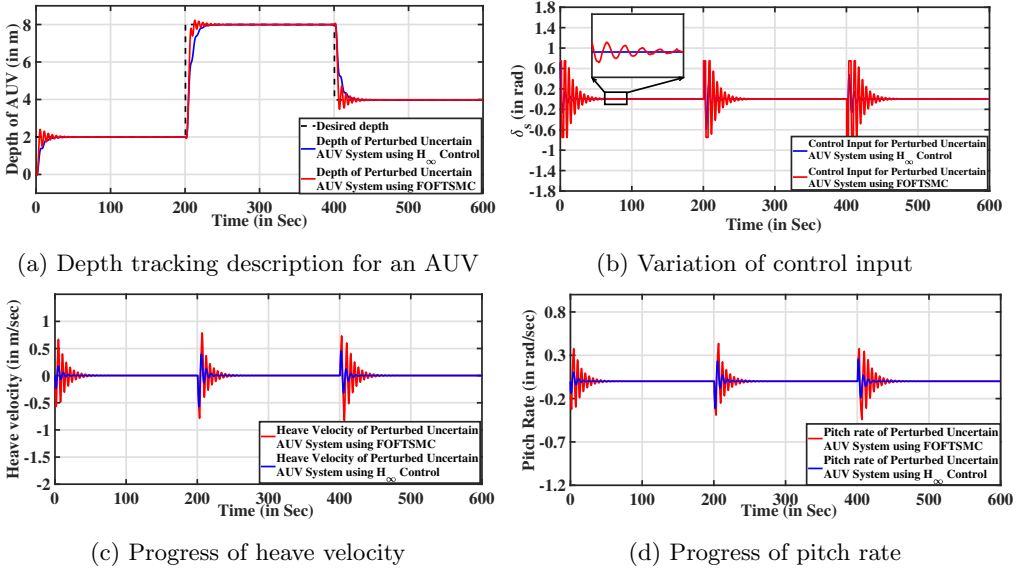 Depth of AUV (in m)
8
6
4
2
0
0 100 200 300 400 500 600
Time (in Sec)
Desired depth
Depth of Perturbed Uncertain
AUV System using H∞ Control
Depth of Perturbed Uncertain
AUV System using FOFTSMC
(a) Depth tracking description for an AUV
δs (in rad)
1.8
1.4
1
0.6
0.2
-0.2
-0.6
-1
-1.4
-1.8
0 100 200 300 400 500 600
Time (in Sec)
Control Input for Perturbed Uncertain
AUV System using H∞ Control
Control Input for Perturbed Uncertain
AUV System using FOFTSMC
(b) Variation of control input
Heave velocity (in m/sec)
1
0.5
0
-0.5
-1
-1.5
-2
0 100 200 300 400 500 600
Time (in Sec)
Heave Velocity of Perturbed Uncertain
AUV System using FOFTSMC
Heave Velocity of Perturbed Uncertain
AUV System using H∞ Control
(c) Progress of heave velocity
Pitch Rate (in rad/sec)
0.8
0.3
-0.2
-0.7
-1.2
0 100 200 300 400 500 600
Time (in Sec)
Pitch rate of Perturbed Uncertain
AUV System using FOFTSMC
Pitch rate of Perturbed Uncertain
AUV System using H∞ Control
(d) Progress of pitch rate